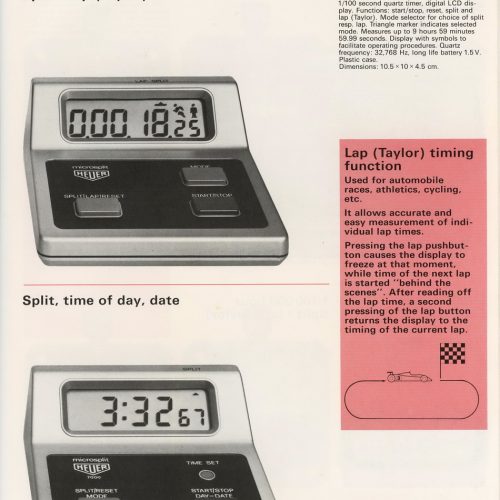 1/100 second quartz timer, digital LCD dis-
play. Functions: start/stop, reset, split and
lap (Taylor). Mode selector for choice of split
resp. lap. Triangle marker indicates selected
mode. Measures up to 9 hours 59 minutes
59.99 seconds. Display with symbols to
facilitate operating procedures. Quartz
frequency: 32,768 Hz, long life battery 1.5 V.
Plastic case.
Dimensions: 10.5 × 10 × 4.5 cm.
LAP SPLIT
0:00.18.25
microsplit
HEUER
MODE
SPLIT/LAP/RESET
START/STOP
Lap (Taylor) timing
function
Used for automobile
races, athletics, cycling,
etc.
It allows accurate and
easy measurement of indi-
vidual lap times.
Pressing the lap pushbut-
ton causes the display to
freeze at that moment,
while time of the next lap
is started "behind the
scenes". After reading off
the lap time, a second
pressing of the lap button
returns the display to the
timing of the current lap.
Split, time of day, date
SPLIT
3:32 67
microsplit
HEUER
7000
TIME SET
SPLIT/RESET
MODE
START/STOP
DAY–DATE